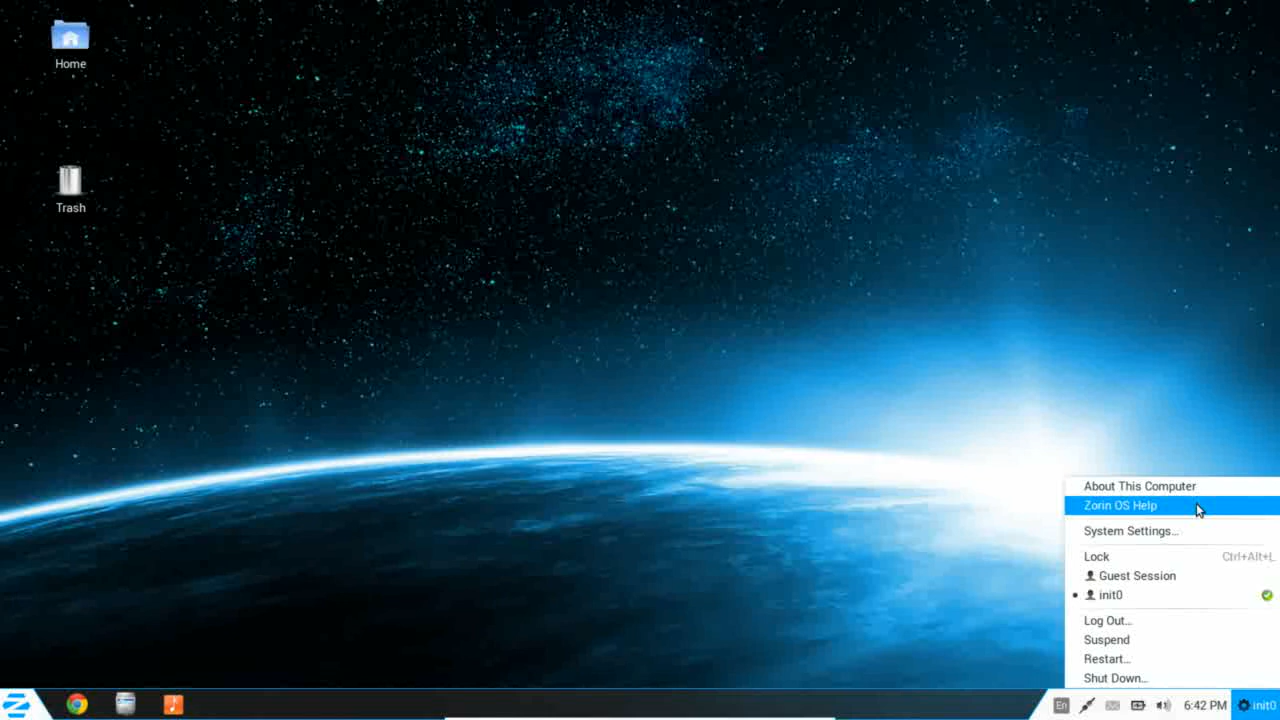 Home
Trash
About This Computer
Zorin OS Help
System Settings...
Lock Ctrl+Alt+L
Guest Session
init0
Log Out...
Suspend
Restart...
Shut Down...
En 6:42 PM init0